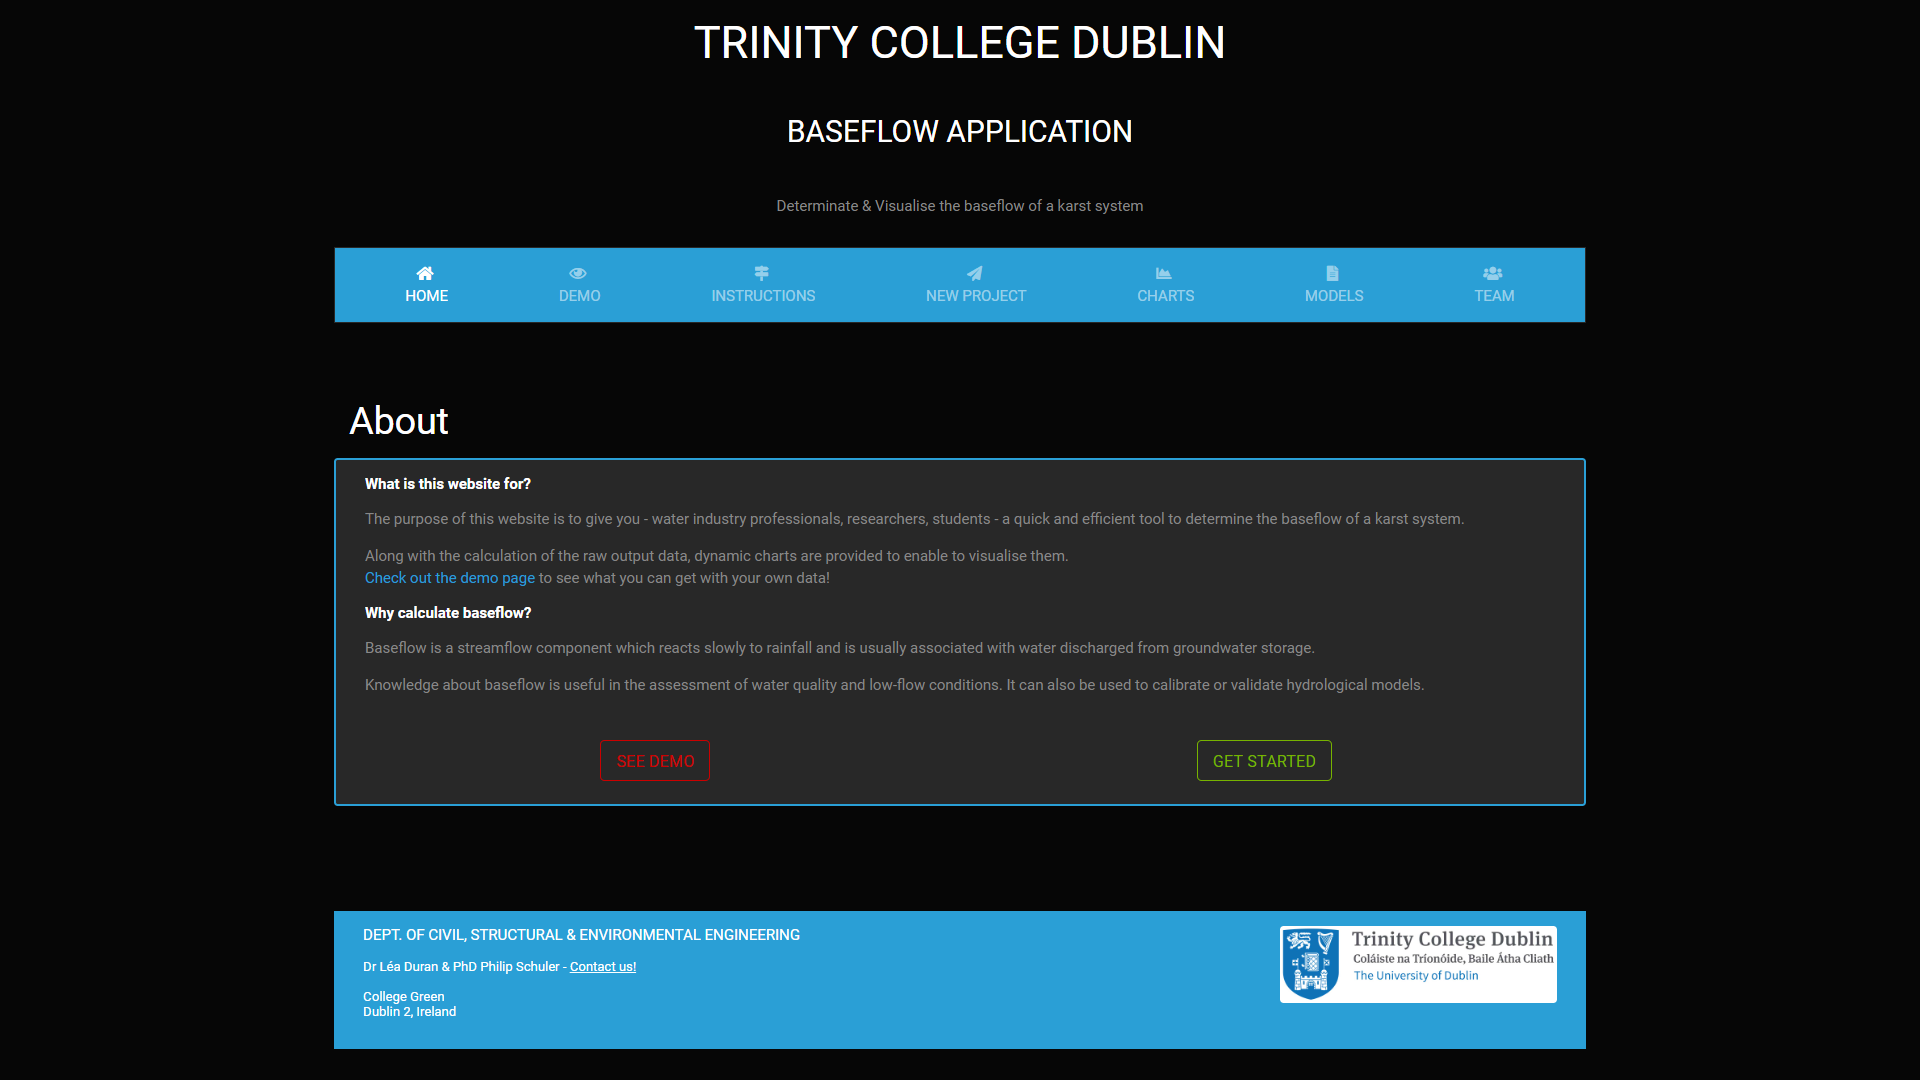 TRINITY COLLEGE DUBLIN
BASEFLOW APPLICATION
Determinate & Visualise the baseflow of a karst system
HOME
DEMO
INSTRUCTIONS
NEW PROJECT
CHARTS
MODELS
TEAM
About
What is this website for?
The purpose of this website is to give you - water industry professionals, researchers, students - a quick and efficient tool to determine the baseflow of a karst system.
Along with the calculation of the raw output data, dynamic charts are provided to enable to visualise them.
Check out the demo page to see what you can get with your own data!
Why calculate baseflow?
Baseflow is a streamflow component which reacts slowly to rainfall and is usually associated with water discharged from groundwater storage.
Knowledge about baseflow is useful in the assessment of water quality and low-flow conditions. It can also be used to calibrate or validate hydrological models.
SEE DEMO
GET STARTED
DEPT. OF CIVIL, STRUCTURAL & ENVIRONMENTAL ENGINEERING
Dr Léa Duran & PhD Philip Schuler - Contact us!
College Green
Dublin 2, Ireland
Trinity College Dublin
Coláiste na Tríonóide, Baile Átha Cliath
The University of Dublin